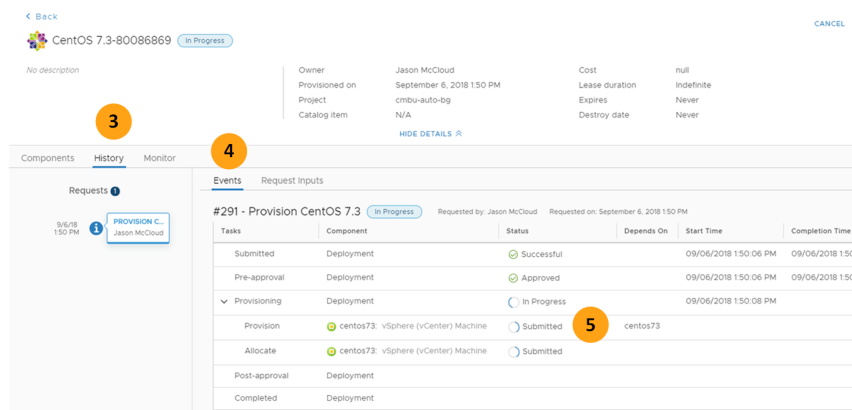 Back
CANCEL
CentOS 7.3-80086869 In Progress
No description
Owner Jason McCloud Cost null
Provisioned on September 6, 2018 1:50 PM Lease duration Indefinite
Project cmbu-auto-bg Expires Never
Catalog item N/A Destroy date Never
HIDE DETAILS
3
4
Components History Monitor
Requests 1
9/6/18
1:50 PM
PROVISION C...
Jason McCloud
Events Request Inputs
#291 - Provision CentOS 7.3 In Progress Requested by: Jason McCloud Requested on: September 6, 2018 1:50 PM
Tasks Component Status Depends On Start Time Completion Time
Submitted Deployment Successful 09/06/2018 1:50:06 PM 09/06/2018 1:50
Pre-approval Deployment Approved 09/06/2018 1:50:06 PM 09/06/2018 1:50
Provisioning Deployment In Progress 09/06/2018 1:50:08 PM
Provision centos73: vSphere (vCenter) Machine Submitted 5 centos73
Allocate centos73: vSphere (vCenter) Machine Submitted
Post-approval Deployment
Completed Deployment